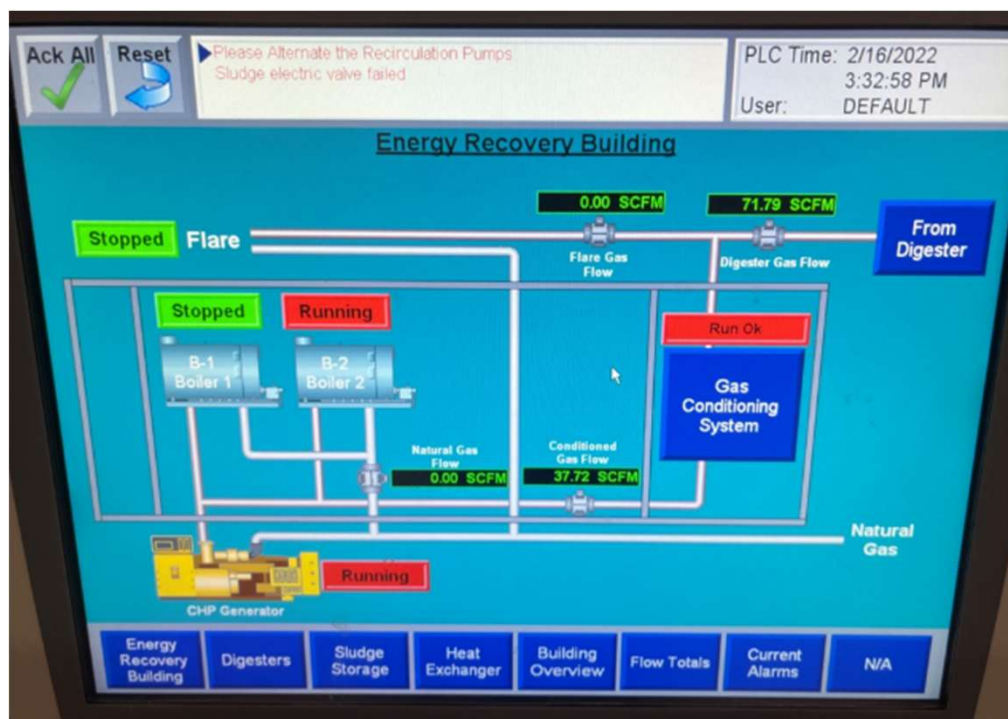 Ack All
Reset
Please Alternate the Recirculation Pumps
Sludge electric valve failed
PLC Time: 2/16/2022
3:32:58 PM
User: DEFAULT
Energy Recovery Building
0.00 SCFM
71.79 SCFM
Stopped
Flare
Flare Gas
Flow
Digester Gas Flow
From
Digester
Stopped
Running
Run Ok
B-1
Boiler 1
B-2
Boiler 2
Gas
Conditioning
System
Natural Gas
Flow
0.00 SCFM
Conditioned
Gas Flow
37.72 SCFM
Natural
Gas
Running
CHP Generator
Energy
Recovery
Building
Digesters
Sludge
Storage
Heat
Exchanger
Building
Overview
Flow Totals
Current
Alarms
N/A